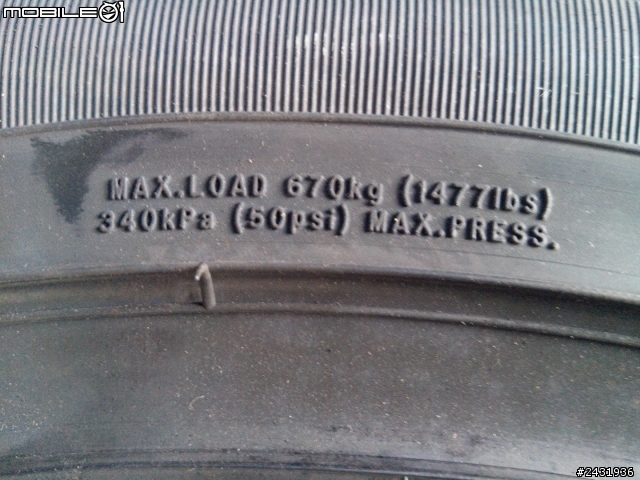 MOBILE01
MAX.LOAD 670kg (1477lbs)
340kPa (50psi) MAX.PRESS.
#2431936